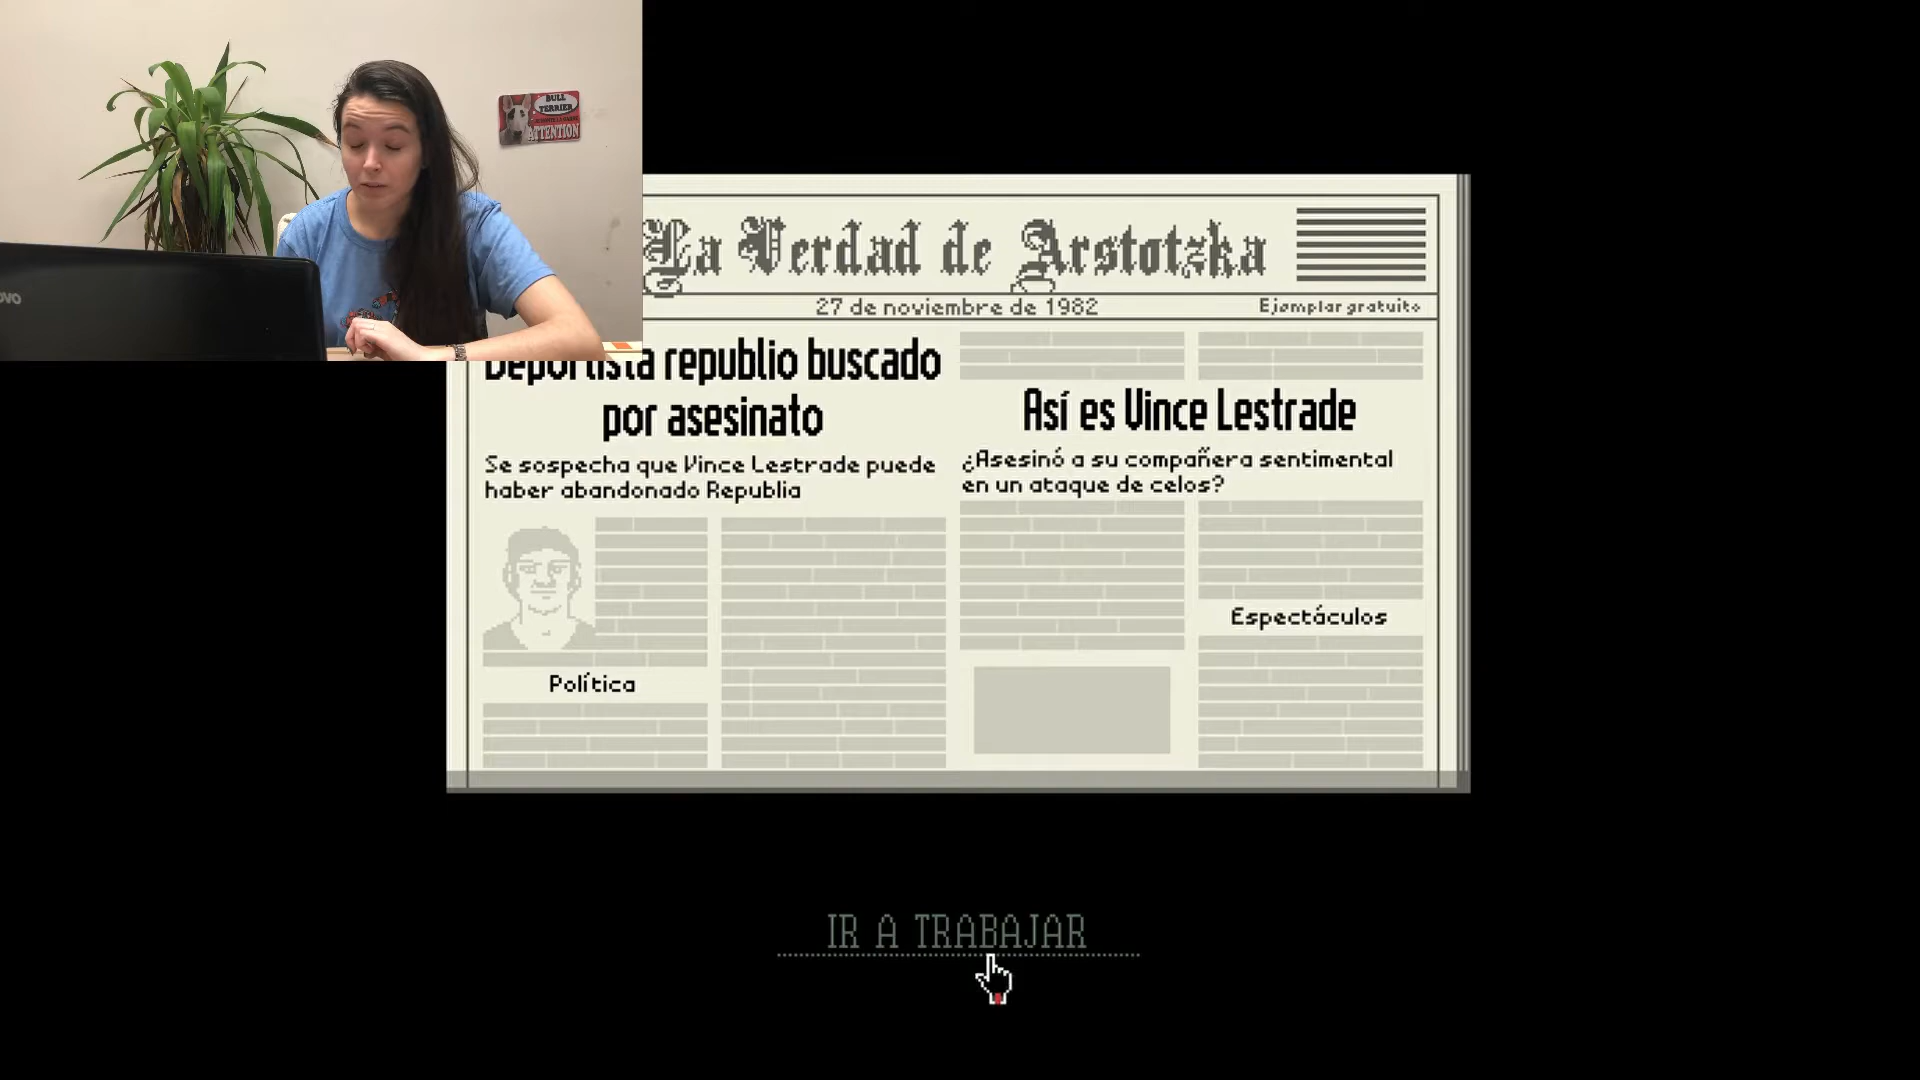 BULL
TERRIER
ATTENTION
La Verdad de Arstotzka
27 de noviembre de 1982
Ejemplar gratuito
Deportista republio buscado
por asesinato
Se sospecha que Vince Lestrade puede
haber abandonado Republia
Política
Así es Vince Lestrade
¿Asesinó a su compañera sentimental
en un ataque de celos?
Espectáculos
IR A TRABAJAR